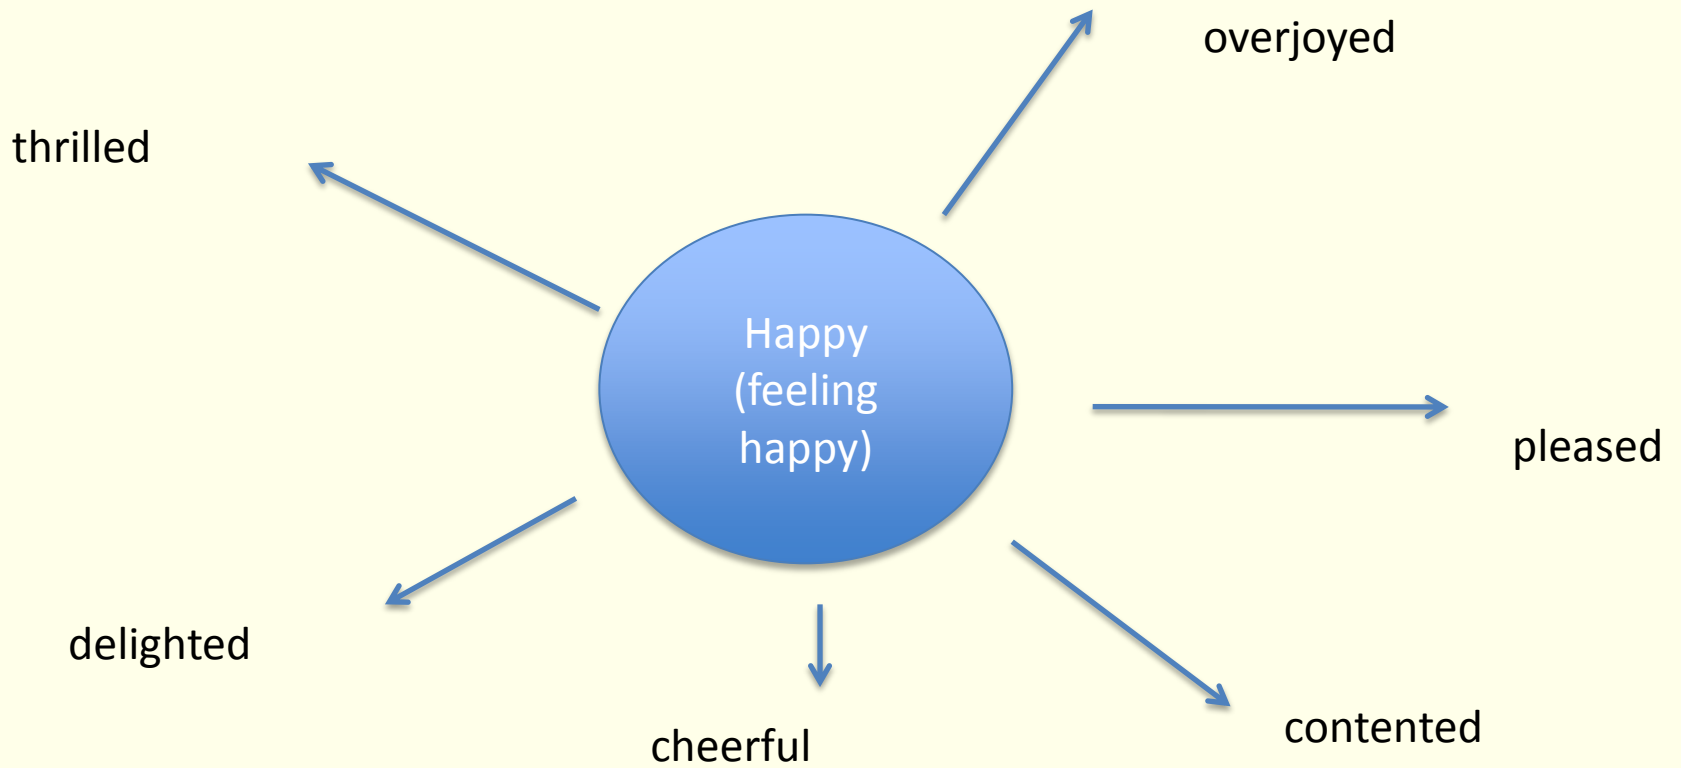 overjoyed
thrilled
Happy
(feeling
happy)
pleased
delighted
contented
cheerful